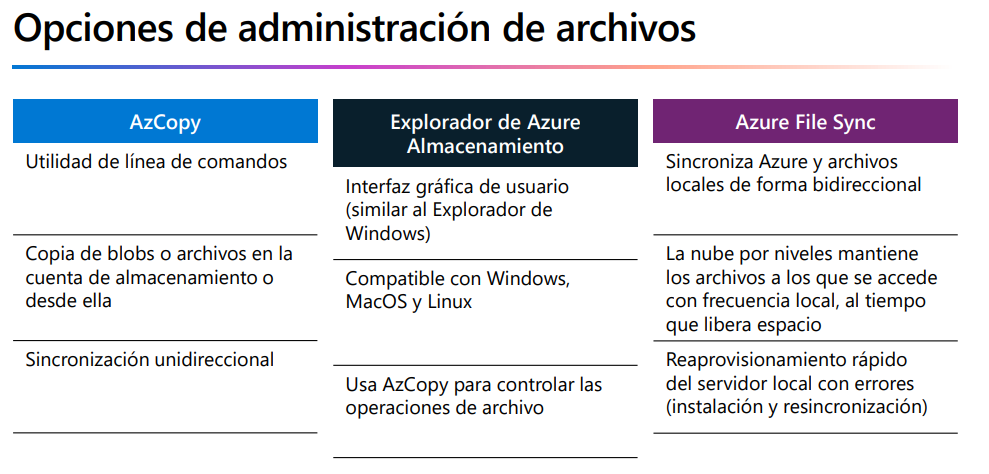 Opciones de administración de archivos
AzCopy
Utilidad de línea de comandos
Copia de blobs o archivos en la
cuenta de almacenamiento o
desde ella
Sincronización unidireccional
Explorador de Azure
Almacenamiento
Interfaz gráfica de usuario
(similar al Explorador de
Windows)
Compatible con Windows,
MacOS y Linux
Usa AzCopy para controlar las
operaciones de archivo
Azure File Sync
Sincroniza Azure y archivos
locales de forma bidireccional
La nube por niveles mantiene
los archivos a los que se accede
con frecuencia local, al tiempo
que libera espacio
Reaprovisionamiento rápido
del servidor local con errores
(instalación y resincronización)